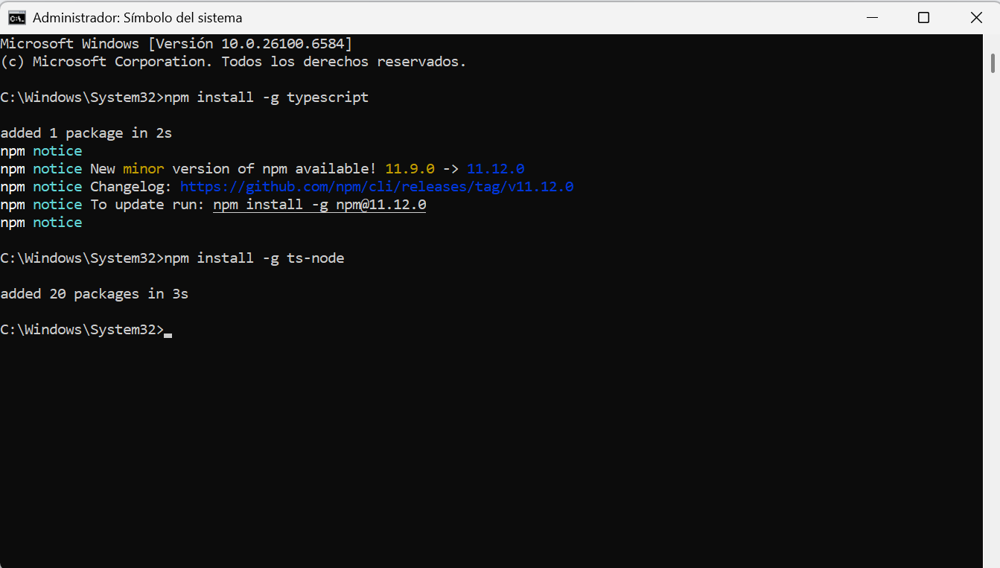 Administrador: Símbolo del sistema
Microsoft Windows [Versión 10.0.26100.6584]
(c) Microsoft Corporation. Todos los derechos reservados.
C:\Windows\System32>npm install -g typescript
added 1 package in 2s
npm notice
npm notice New minor version of npm available! 11.9.0 -> 11.12.0
npm notice Changelog: https://github.com/npm/cli/releases/tag/v11.12.0
npm notice To update run: npm install -g npm@11.12.0
npm notice
C:\Windows\System32>npm install -g ts-node
added 20 packages in 3s
C:\Windows\System32>